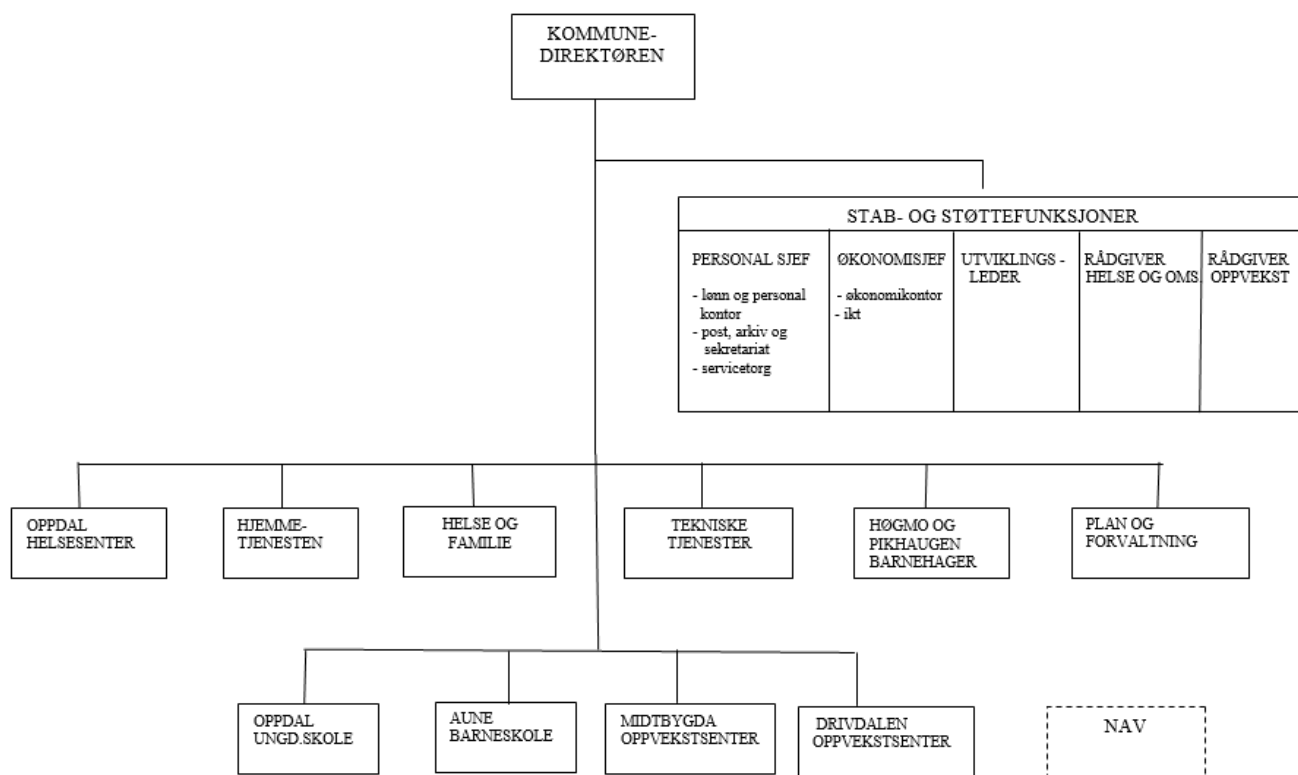 KOMMUNE-
DIREKTØREN
STAB- OG STØTTEFUNKSJONER
PERSONAL SJEF
- lønn og personal
kontor
- post, arkiv og
sekretariat
- servicetorg
ØKONOMISJEF
- økonomikontor
- ikt
UTVIKLINGS -
LEDER
RÅDGIVER
HELSE OG OMS.
RÅDGIVER
OPPVEKST
OPPDAL
HELSESENTER
HJEMME-
TJENESTEN
HELSE OG
FAMILIE
TEKNISKE
TJENESTER
HØGMO OG
PIKHAUGEN
BARNEHAGER
PLAN OG
FORVALTNING
OPPDAL
UNGD.SKOLE
AUNE
BARNESKOLE
MIDTBYGDA
OPPVEKSTSENTER
DRIVDALEN
OPPVEKSTSENTER
NAV